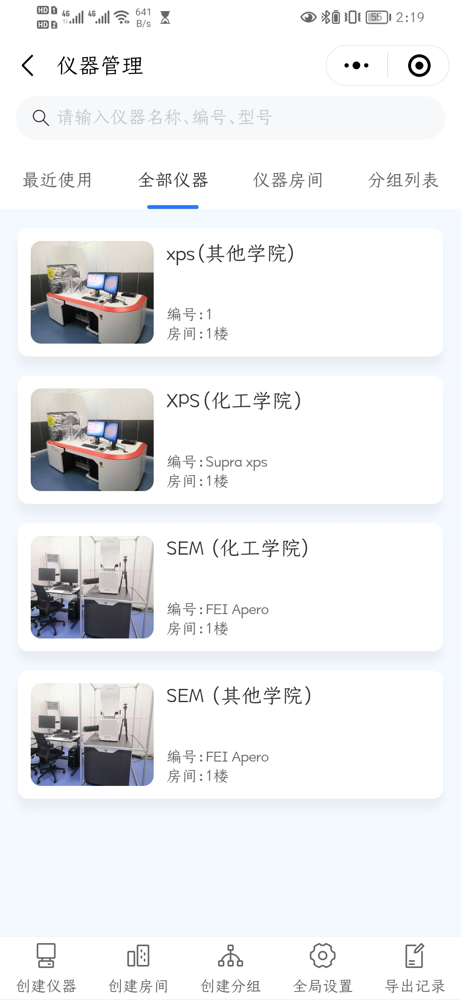 HD 1 4G 4G 641 B/s 55 2:19
HD 2
仪器管理
请输入仪器名称、编号、型号
最近使用 全部仪器 仪器房间 分组列表
xps(其他学院)
编号:1
房间:1楼
XPS(化工学院)
编号:Supra xps
房间:1楼
SEM (化工学院)
编号:FEI Apero
房间:1楼
SEM (其他学院)
编号:FEI Apero
房间:1楼
创建仪器 创建房间 创建分组 全局设置 导出记录